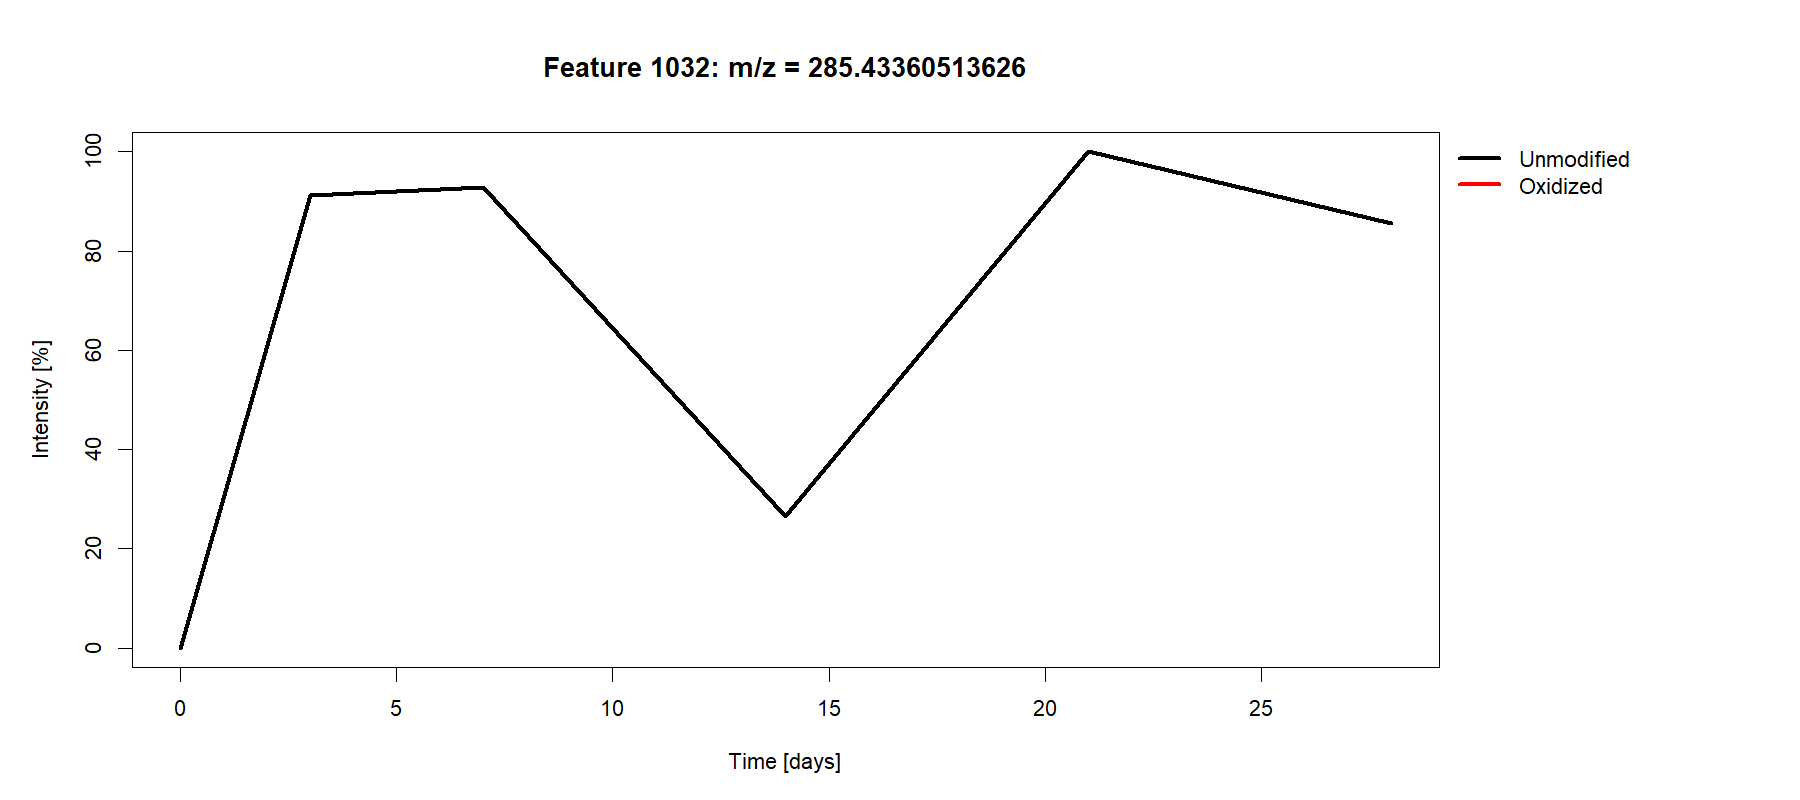 Feature 1032: m/z = 285.43360513626
Unmodified
Oxidized
Intensity [%]
100
80
60
40
20
0
0 5 10 15 20 25
Time [days]